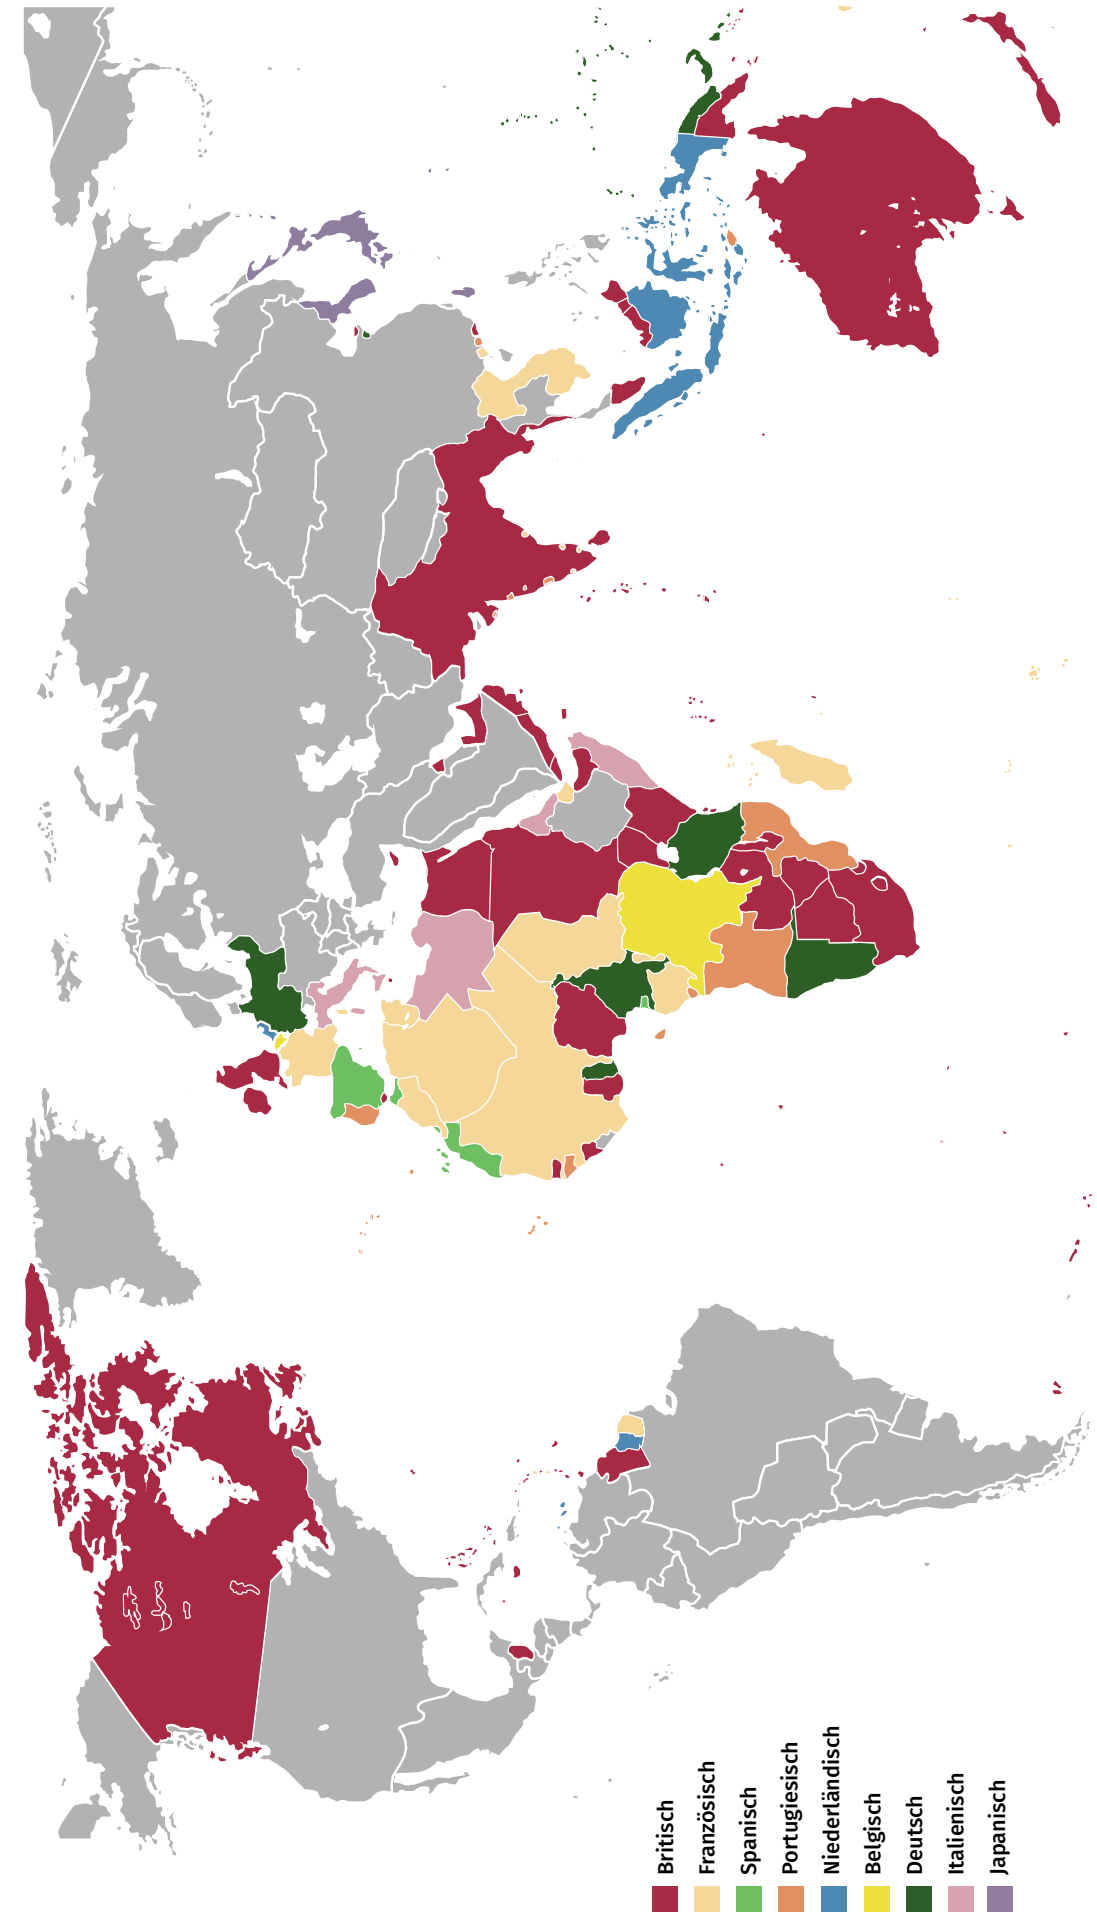 Britisch
Französisch
Spanisch
Portugiesisch
Niederländisch
Belgisch
Deutsch
Italienisch
Japanisch